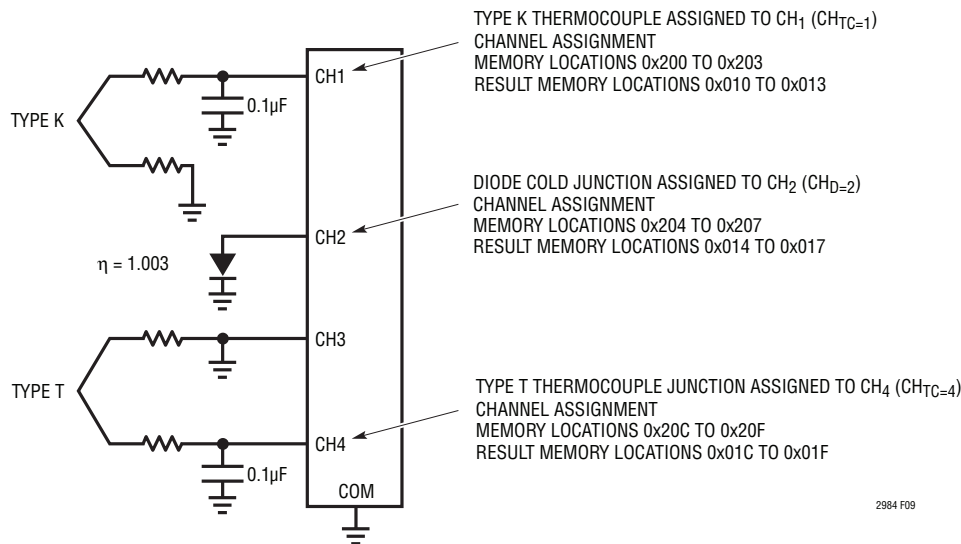 TYPE K THERMOCOUPLE ASSIGNED TO CH1 (CHTC=1)
CHANNEL ASSIGNMENT
MEMORY LOCATIONS 0x200 TO 0x203
RESULT MEMORY LOCATIONS 0x010 TO 0x013
CH1
0.1µF
TYPE K
DIODE COLD JUNCTION ASSIGNED TO CH2 (CHD=2)
CHANNEL ASSIGNMENT
MEMORY LOCATIONS 0x204 TO 0x207
RESULT MEMORY LOCATIONS 0x014 TO 0x017
CH2
η = 1.003
CH3
TYPE T
TYPE T THERMOCOUPLE JUNCTION ASSIGNED TO CH4 (CHTC=4)
CHANNEL ASSIGNMENT
MEMORY LOCATIONS 0x20C TO 0x20F
RESULT MEMORY LOCATIONS 0x01C TO 0x01F
CH4
0.1µF
COM
2984 F09